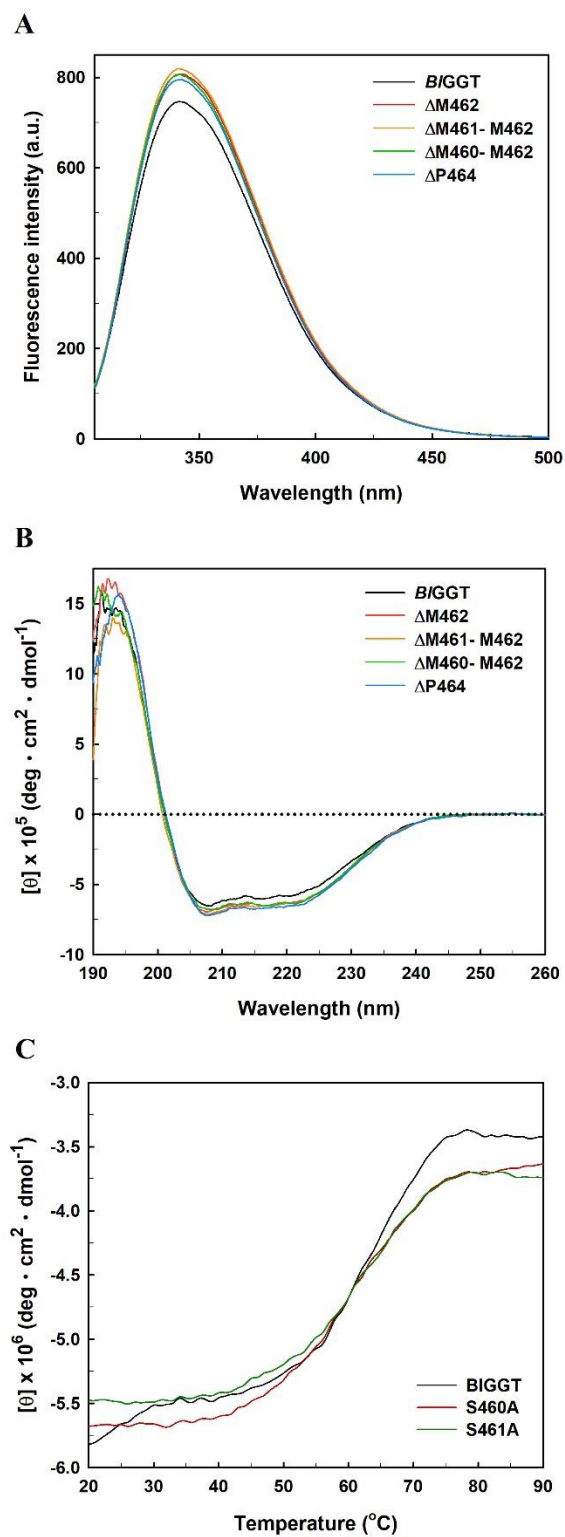 A
Fluorescence intensity (a.u.)
800
600
400
200
0
BlGGT
ΔM462
ΔM461- M462
ΔM460- M462
ΔP464
350
400
450
500
Wavelength (nm)
B
[θ] x 10⁵ (deg · cm² · dmol⁻¹)
15
10
5
0
-5
-10
BlGGT
ΔM462
ΔM461- M462
ΔM460- M462
ΔP464
190
200
210
220
230
240
250
260
Wavelength (nm)
C
[θ] x 10⁶ (deg · cm² · dmol⁻¹)
-3.0
-3.5
-4.0
-4.5
-5.0
-5.5
-6.0
BlGGT
S460A
S461A
20
30
40
50
60
70
80
90
Temperature (°C)